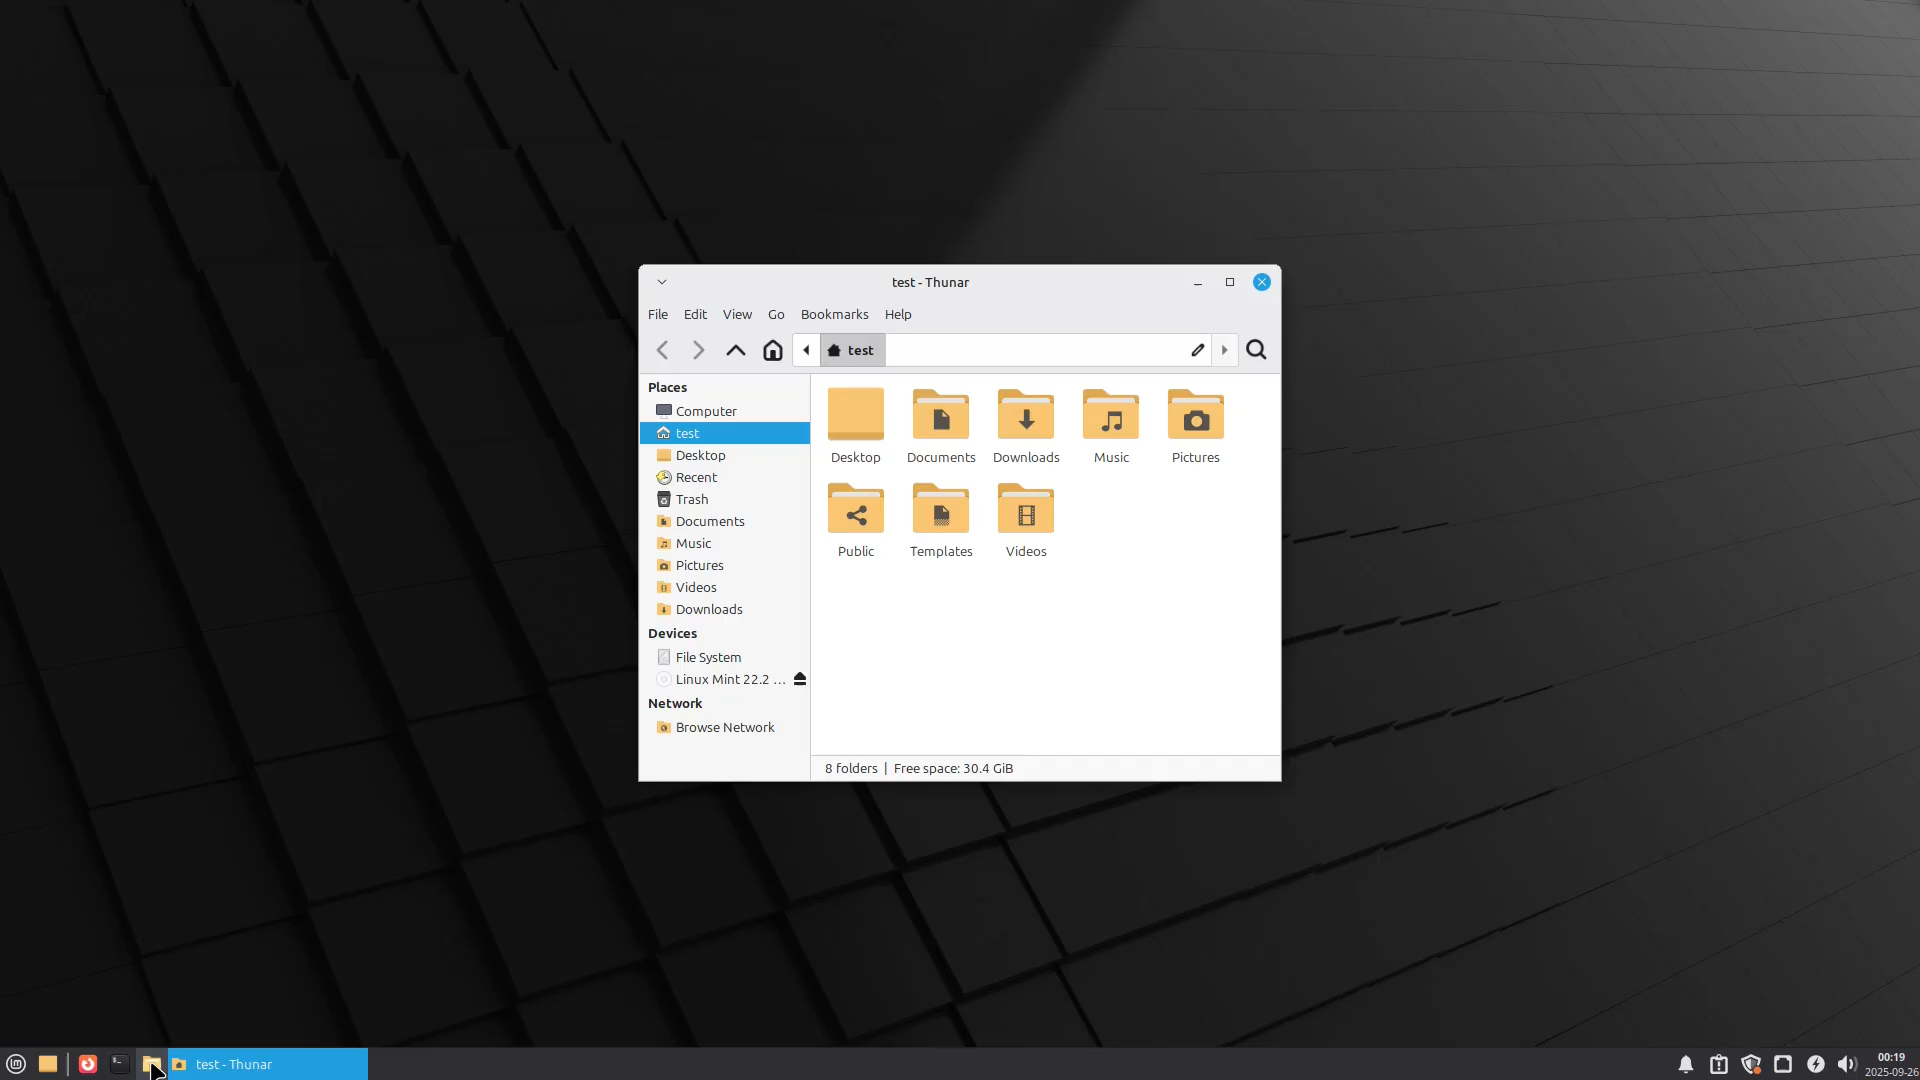 test - Thunar
File Edit View Go Bookmarks Help
test
Places
Computer
test
Desktop
Recent
Trash
Documents
Music
Pictures
Videos
Downloads
Devices
File System
Linux Mint 22.2 ...
Network
Browse Network
Desktop Documents Downloads Music Pictures
Public Templates Videos
8 folders | Free space: 30.4 GiB
test - Thunar
00:19
2025-09-26